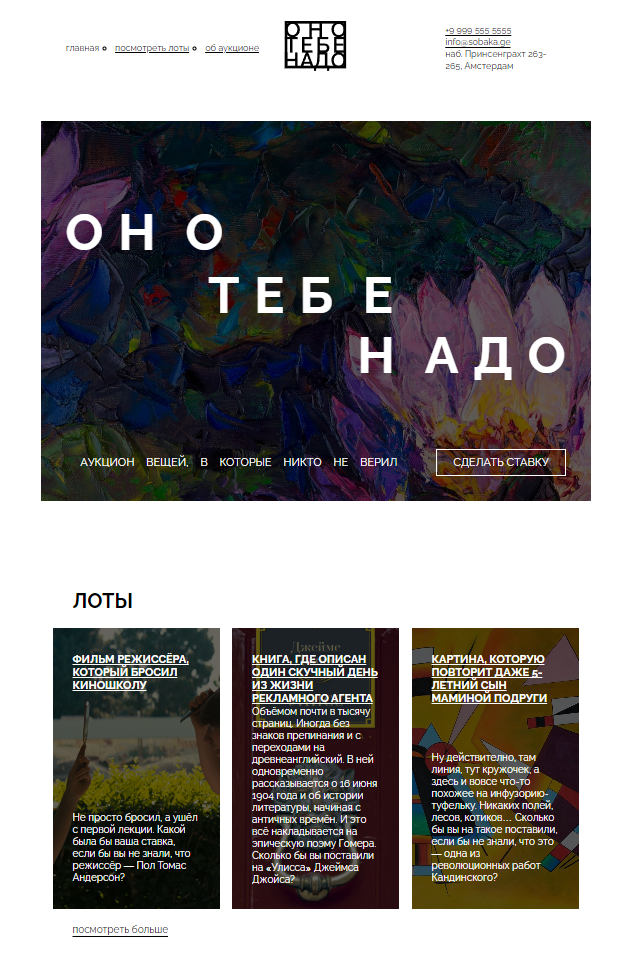 главная
посмотреть лоты
об аукционе
ОНО
ТЕБЕ
НАДО
+9 999 555 5555
info@sobaka.ge
наб. Принсенграхт 263-
265, Амстердам
ОНО
ТЕБЕ
НАДО
АУКЦИОН ВЕЩЕЙ, В КОТОРЫЕ НИКТО НЕ ВЕРИЛ
СДЕЛАТЬ СТАВКУ
ЛОТЫ
ФИЛЬМ РЕЖИССЁРА,
КОТОРЫЙ БРОСИЛ
КИНОШКОЛУ
Не просто бросил, а ушёл
с первой лекции. Какой
была бы ваша ставка,
если бы вы не знали, что
режиссёр — Пол Томас
Андерсóн?
Джеймс
КНИГА, ГДЕ ОПИСАН
ОДИН СКУЧНЫЙ ДЕНЬ
ИЗ ЖИЗНИ
РЕКЛАМНОГО АГЕНТА
Объёмом почти в тысячу
страниц. Иногда без
знаков препинания и с
переходами на
древнеанглийский. В ней
одновременно
рассказывается о 16 июня
1904 года и об истории
литературы, начиная с
античных времён. И это
всё накладывается на
эпическую поэму Гомера.
Сколько бы вы поставили
на «Улисса» Джеймса
Джойса?
КАРТИНА, КОТОРУЮ
ПОВТОРИТ ДАЖЕ 5-
ЛЕТНИЙ СЫН
МАМИНОЙ ПОДРУГИ
Ну действительно, там
линия, тут кружочек, а
здесь и вовсе что-то
похожее на инфузорию-
туфельку. Никаких полей,
лесов, котиков… Сколько
бы вы на такое поставили,
если бы не знали, что это
— одна из
революционных работ
Кандинского?
посмотреть больше